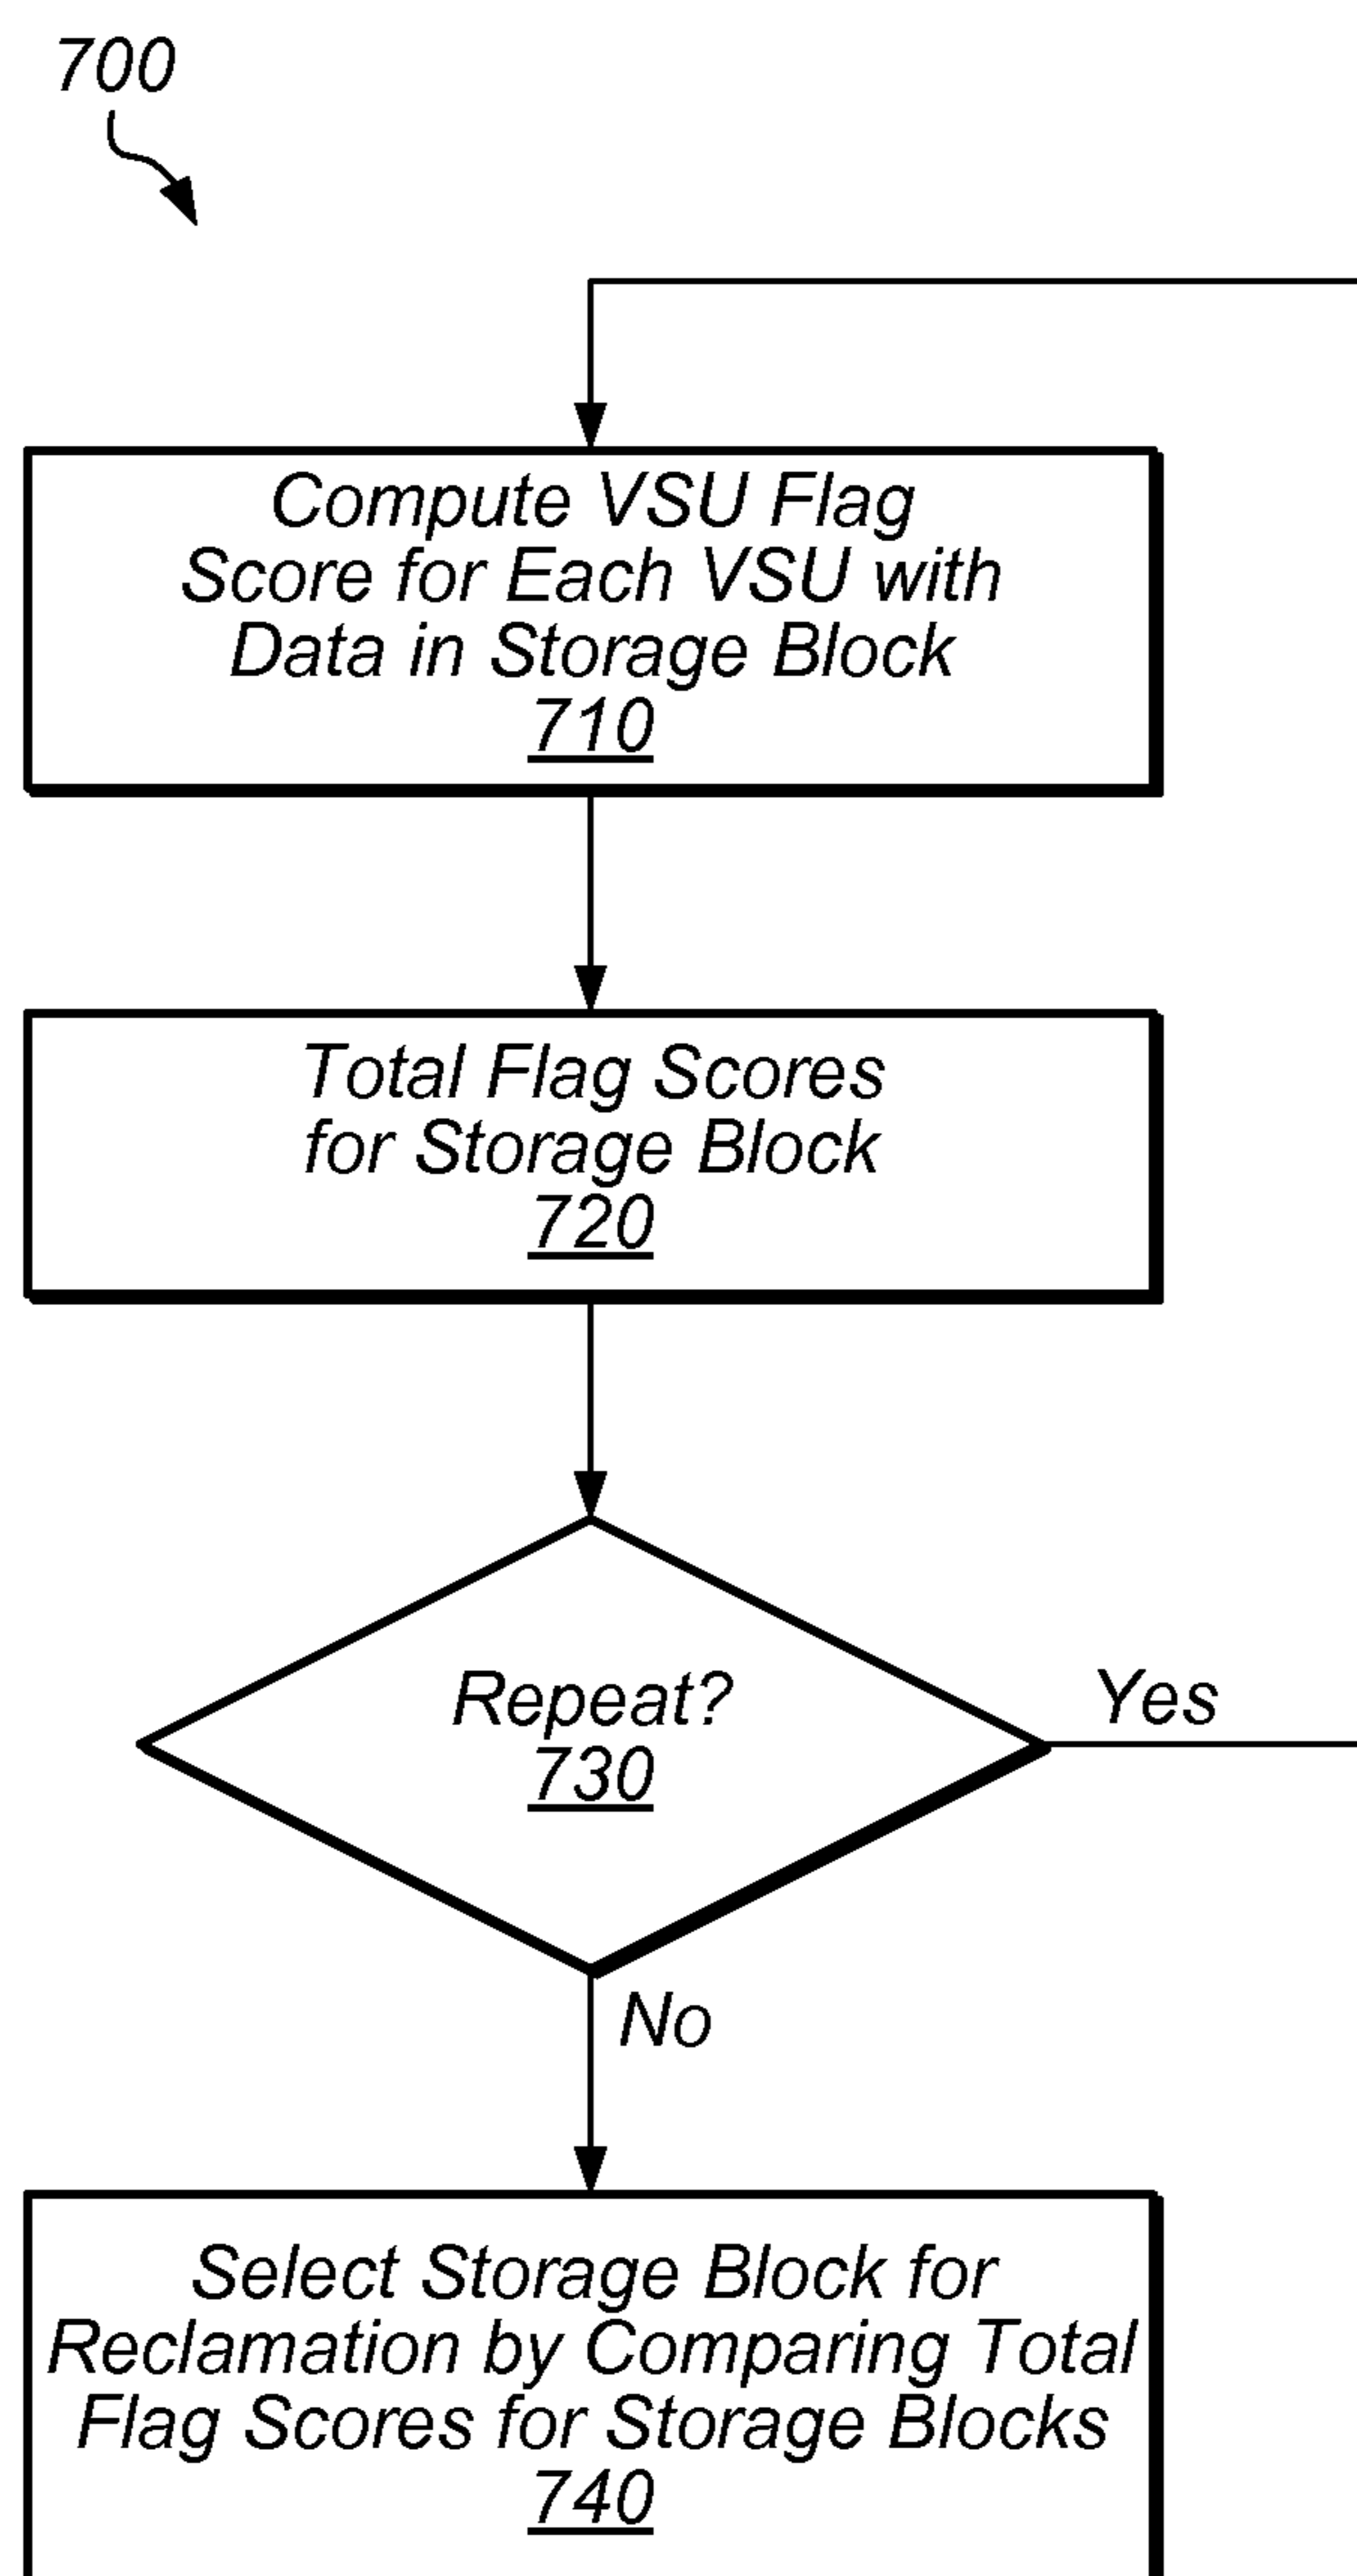 700
Compute VSU Flag
Score for Each VSU with
Data in Storage Block
710
Total Flag Scores
for Storage Block
720
Repeat?
730
Yes
No
Select Storage Block for
Reclamation by Comparing Total
Flag Scores for Storage Blocks
740